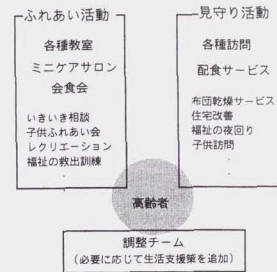 ふれあい活動
各種教室
ミニケアサロン
会食会
いきいき相談
子供ふれあい会
レクリエーション
福祉の救出訓練
見守り活動
各種訪問
配食サービス
布団乾燥サービス
住宅改善
福祉の夜回り
子供訪問
高齢者
調整チーム
(必要に応じて生活支援策を追加)